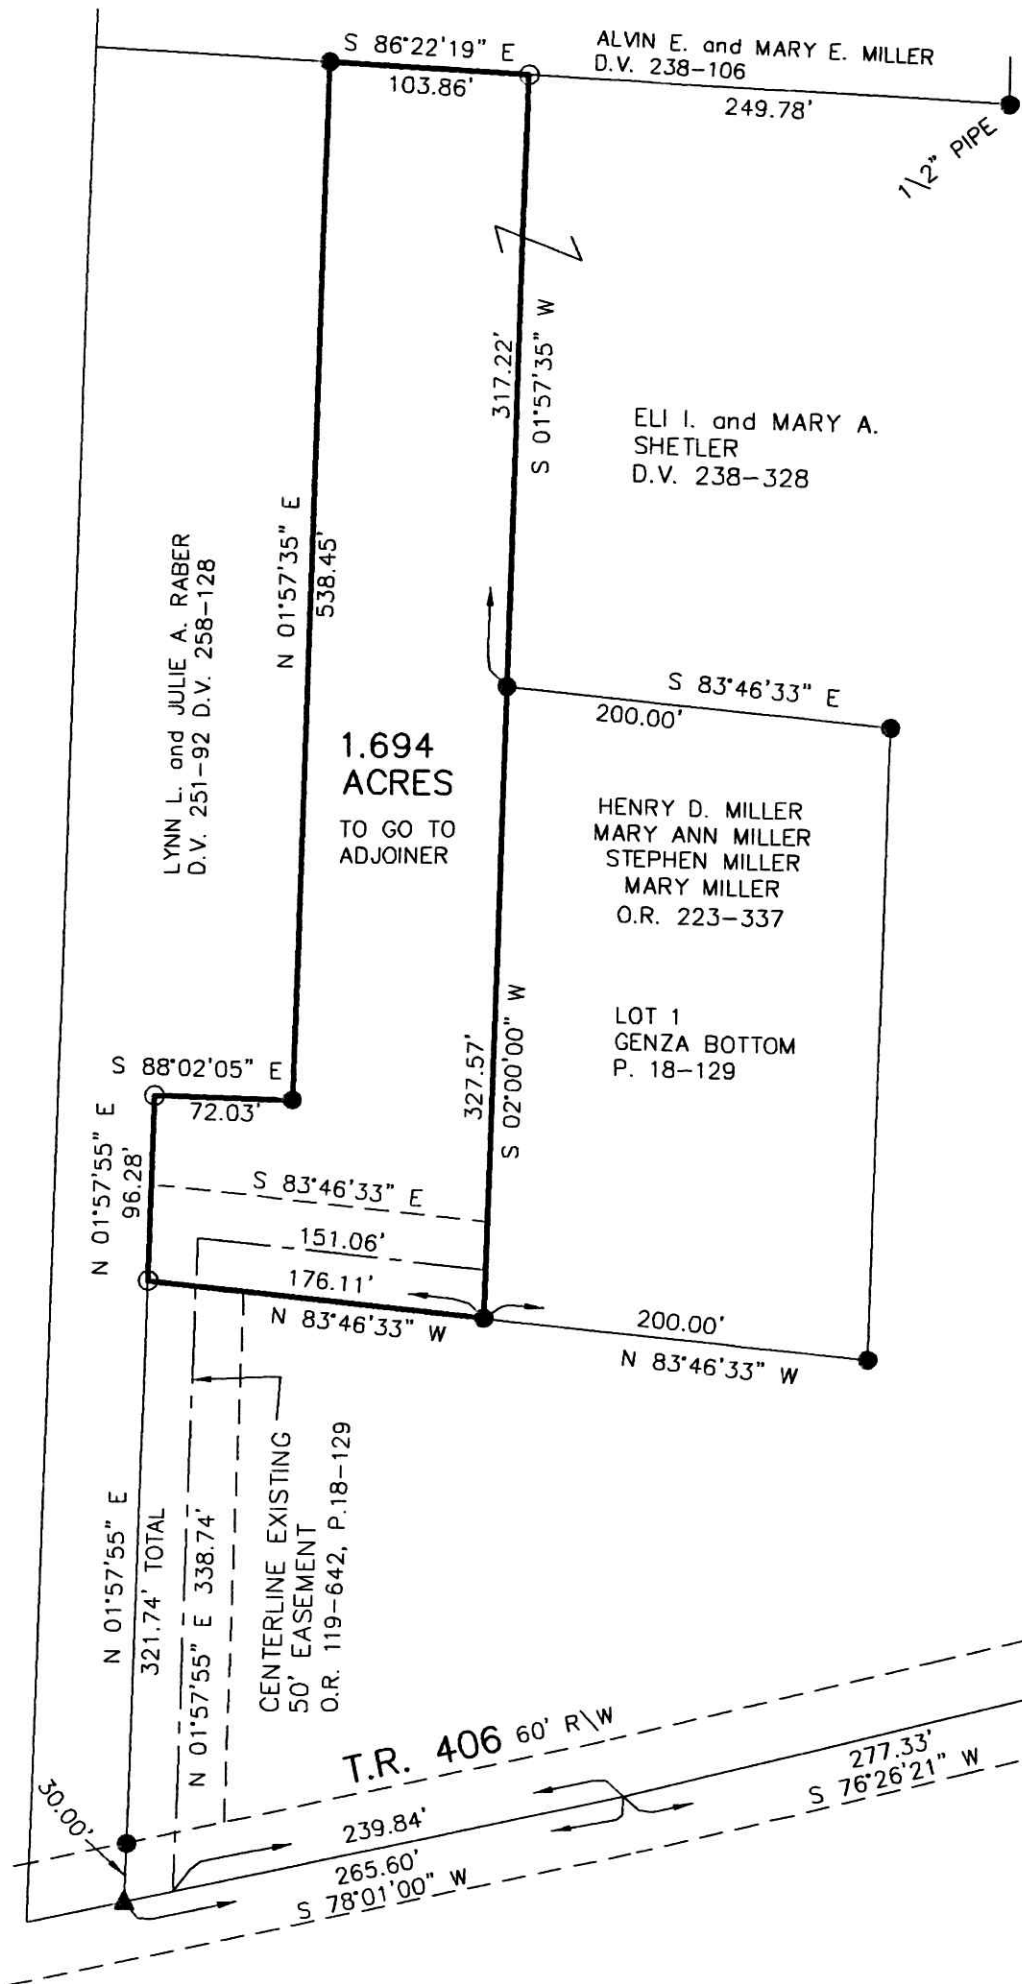 S 86°22'19" E
103.86'
ALVIN E. and MARY E. MILLER
D.V. 238-106
249.78'
1\2" PIPE
317.22'
S 01°57'35" W
ELI I. and MARY A.
SHETLER
D.V. 238-328
N 01°57'35" E
538.45'
LYNN L. and JULIE A. RABER
D.V. 251-92 D.V. 258-128
S 83°46'33" E
200.00'
1.694
ACRES
TO GO TO
ADJOINER
HENRY D. MILLER
MARY ANN MILLER
STEPHEN MILLER
MARY MILLER
O.R. 223-337
LOT 1
GENZA BOTTOM
P. 18-129
327.57'
S 02°00'00" W
S 88°02'05" E
72.03'
N 01°57'55" E
96.28'
S 83°46'33" E
151.06'
176.11'
N 83°46'33" W
200.00'
N 83°46'33" W
CENTERLINE EXISTING
50' EASEMENT
O.R. 119-642, P.18-129
N 01°57'55" E
321.74' TOTAL
N 01°57'55" E 338.74'
T.R. 406 60' R\W
30.00'
239.84'
265.60'
S 78°01'00" W
277.33'
S 76°26'21" W